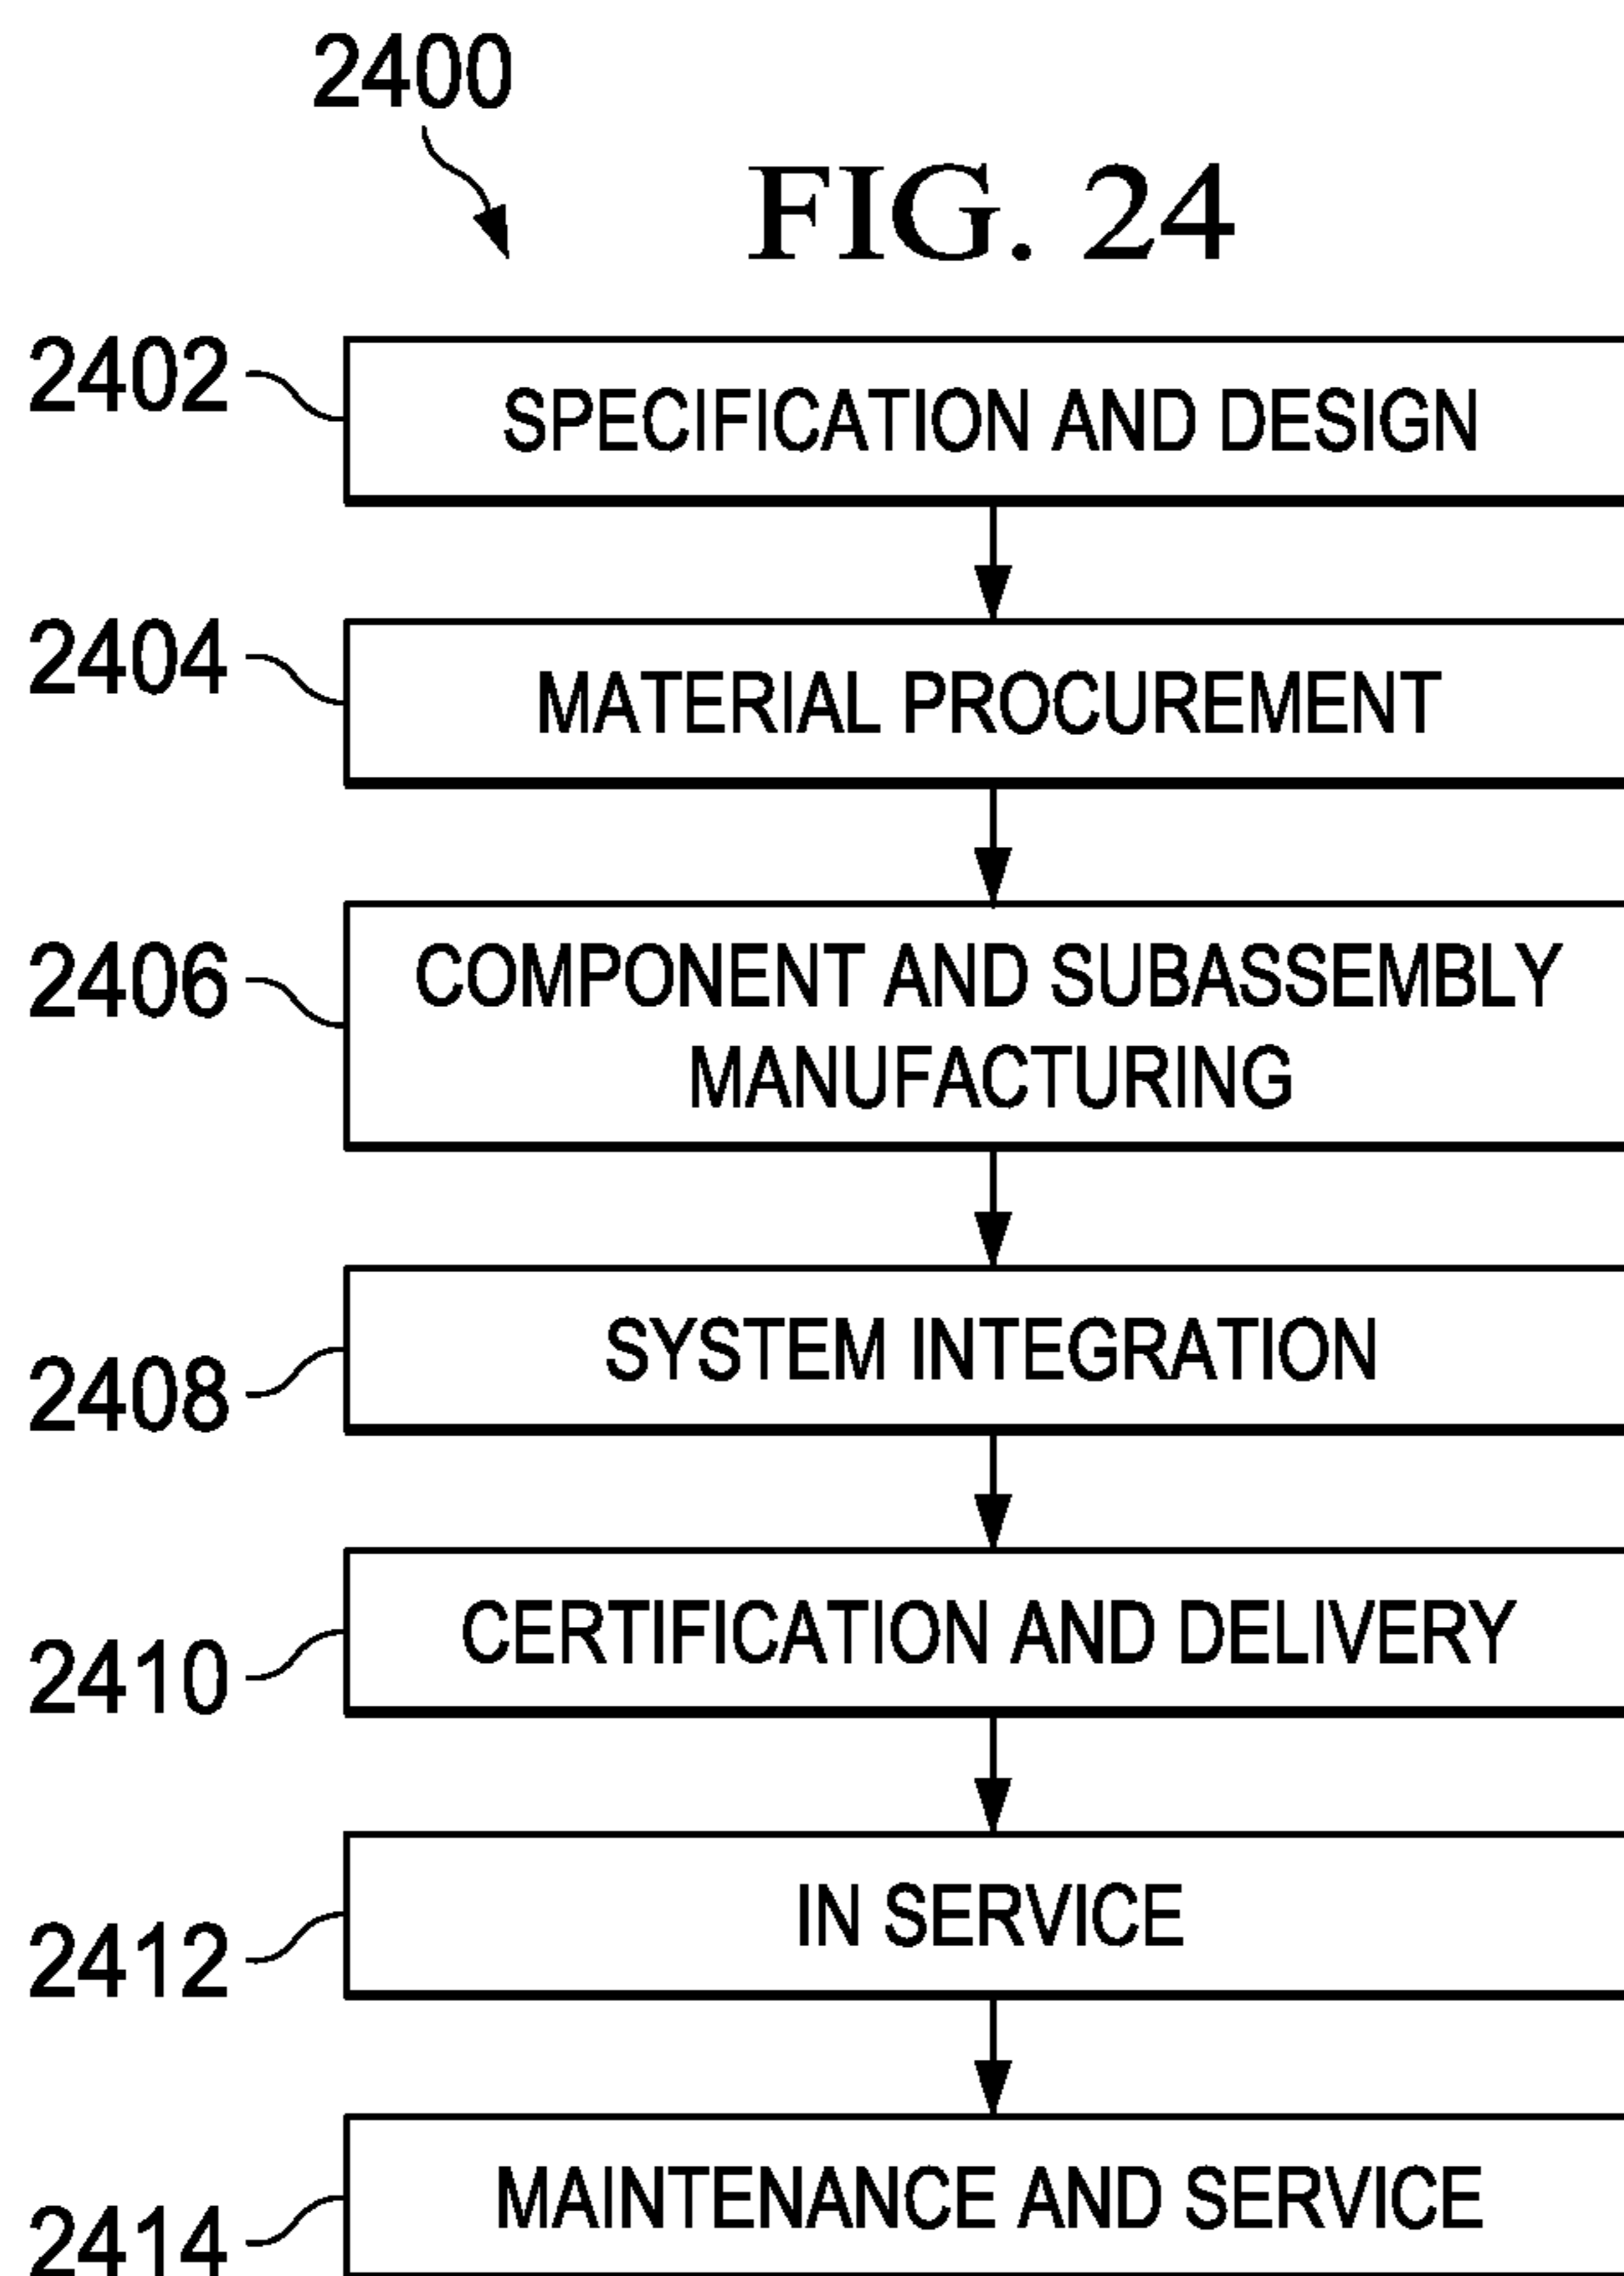 2400
FIG. 24
2402
SPECIFICATION AND DESIGN
2404
MATERIAL PROCUREMENT
2406
COMPONENT AND SUBASSEMBLY
MANUFACTURING
2408
SYSTEM INTEGRATION
2410
CERTIFICATION AND DELIVERY
2412
IN SERVICE
2414
MAINTENANCE AND SERVICE